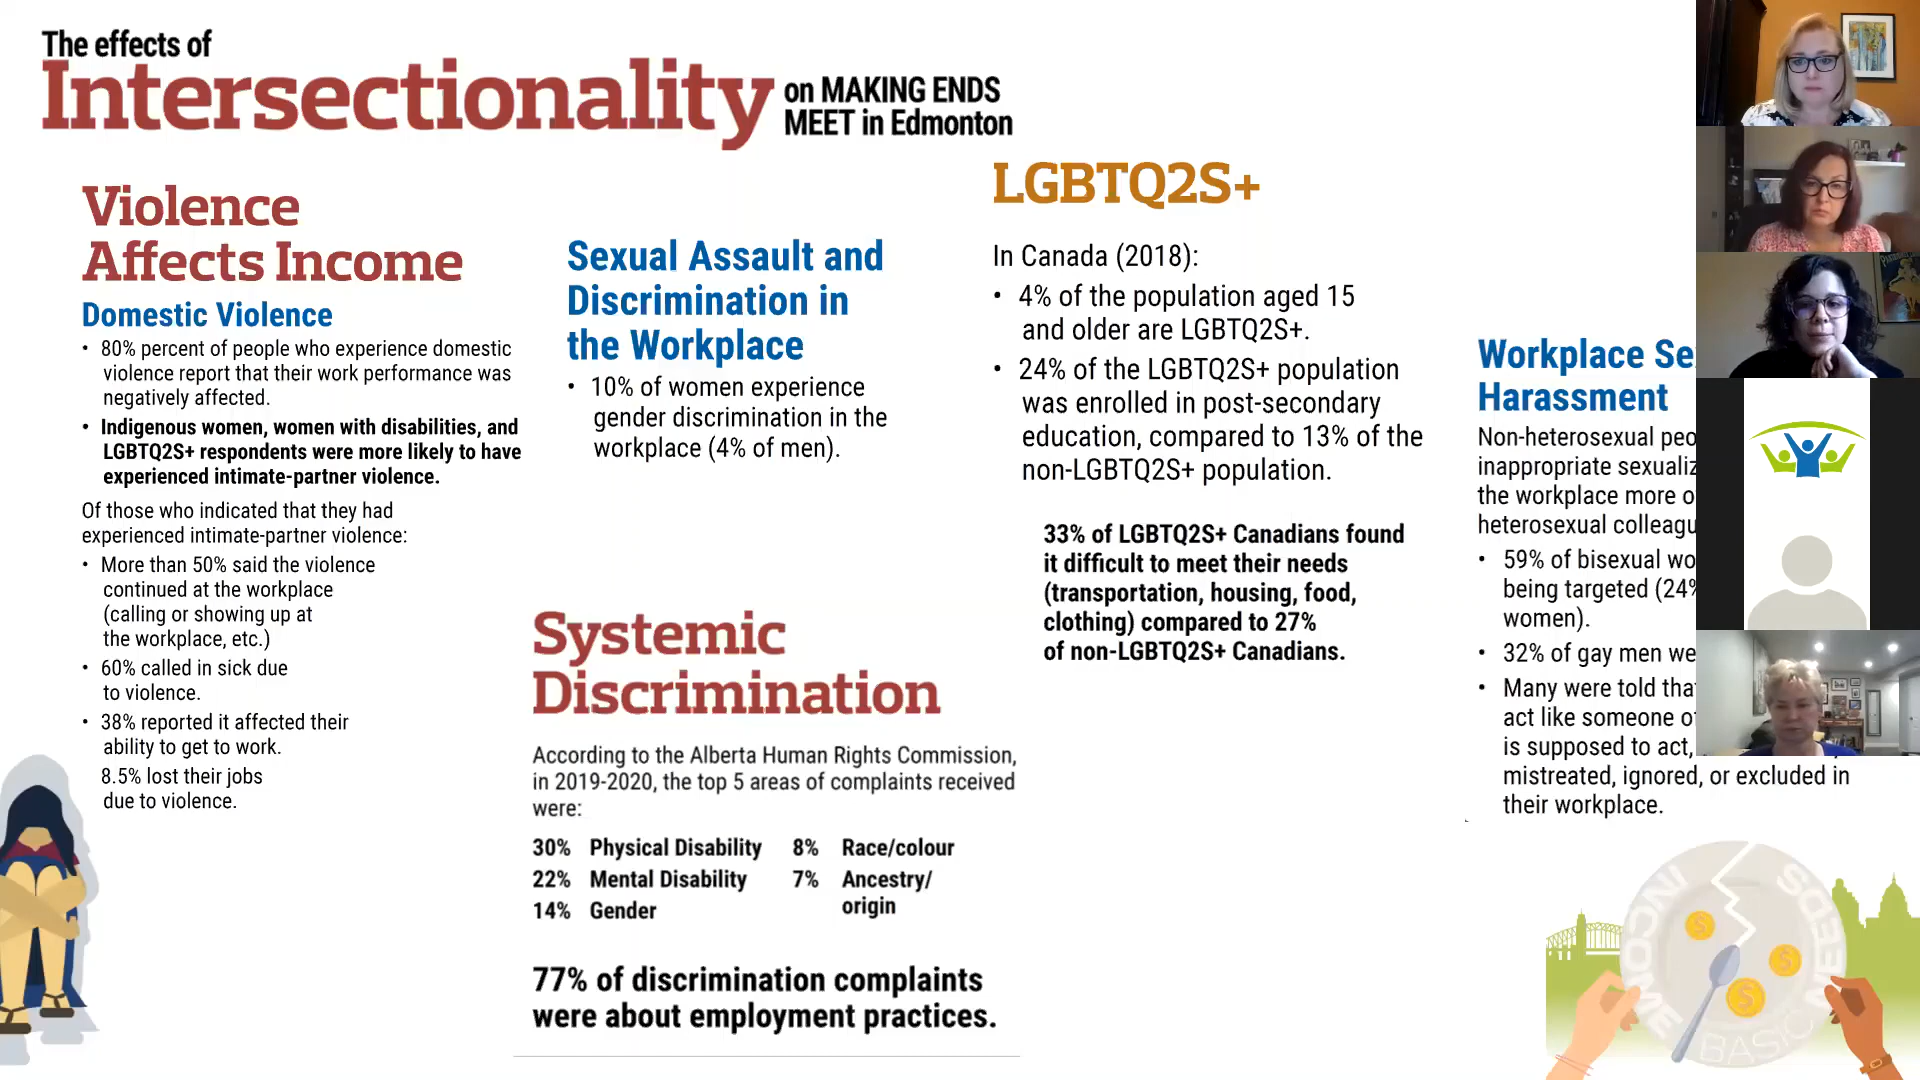 The effects of
Intersectionality
on MAKING ENDS
MEET in Edmonton
Violence
Affects Income
Domestic Violence
• 80% percent of people who experience domestic
violence report that their work performance was
negatively affected.
• Indigenous women, women with disabilities, and
LGBTQ2S+ respondents were more likely to have
experienced intimate-partner violence.
Of those who indicated that they had
experienced intimate-partner violence:
• More than 50% said the violence
continued at the workplace
(calling or showing up at
the workplace, etc.)
• 60% called in sick due
to violence.
• 38% reported it affected their
ability to get to work.
8.5% lost their jobs
due to violence.
Sexual Assault and
Discrimination in
the Workplace
• 10% of women experience
gender discrimination in the
workplace (4% of men).
Systemic
Discrimination
According to the Alberta Human Rights Commission,
in 2019-2020, the top 5 areas of complaints received
were:
30% Physical Disability
22% Mental Disability
14% Gender
8% Race/colour
7% Ancestry/
origin
77% of discrimination complaints
were about employment practices.
LGBTQ2S+
In Canada (2018):
• 4% of the population aged 15
and older are LGBTQ2S+.
• 24% of the LGBTQ2S+ population
was enrolled in post-secondary
education, compared to 13% of the
non-LGBTQ2S+ population.
33% of LGBTQ2S+ Canadians found
it difficult to meet their needs
(transportation, housing, food,
clothing) compared to 27%
of non-LGBTQ2S+ Canadians.
Workplace
Harassment
Non-heterosexual
inappropriate
the workplace more
heterosexual
• 59% of bisexual
being targeted (24%
women).
• 32% of gay men
• Many were told
act like someone
is supposed to act,
mistreated, ignored, or excluded in
their workplace.
INCOME
BASIC
NEEDS